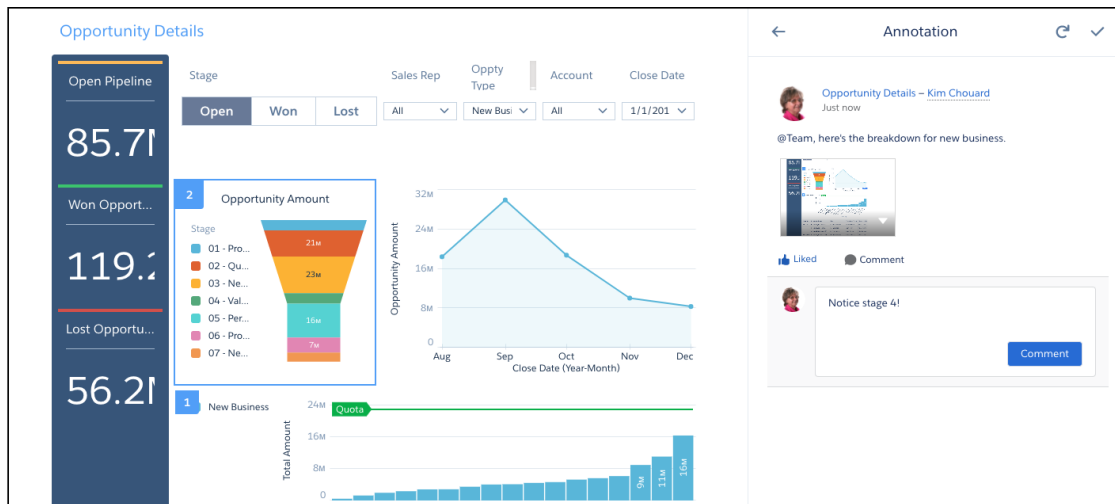 Opportunity Details
Open Pipeline
85.7
Won Opport...
119.2
Lost Opportu...
56.2
Stage
Open Won Lost
Sales Rep
All
Oppty
Type
New Busi
Account
All
Close Date
1/1/201
2 Opportunity Amount
Stage
01 - Pro...
02 - Qu...
03 - Ne...
04 - Val...
05 - Per...
06 - Pro...
07 - Ne...
21M
23M
16M
7M
Opportunity Amount
32M
24M
16M
8M
0
Aug Sep Oct Nov Dec
Close Date (Year-Month)
1 New Business
Total Amount
24M
16M
8M
0
Quota
9M 11M 16M
Annotation
Opportunity Details – Kim Chouard
Just now
@Team, here's the breakdown for new business.
Liked Comment
Notice stage 4!
Comment